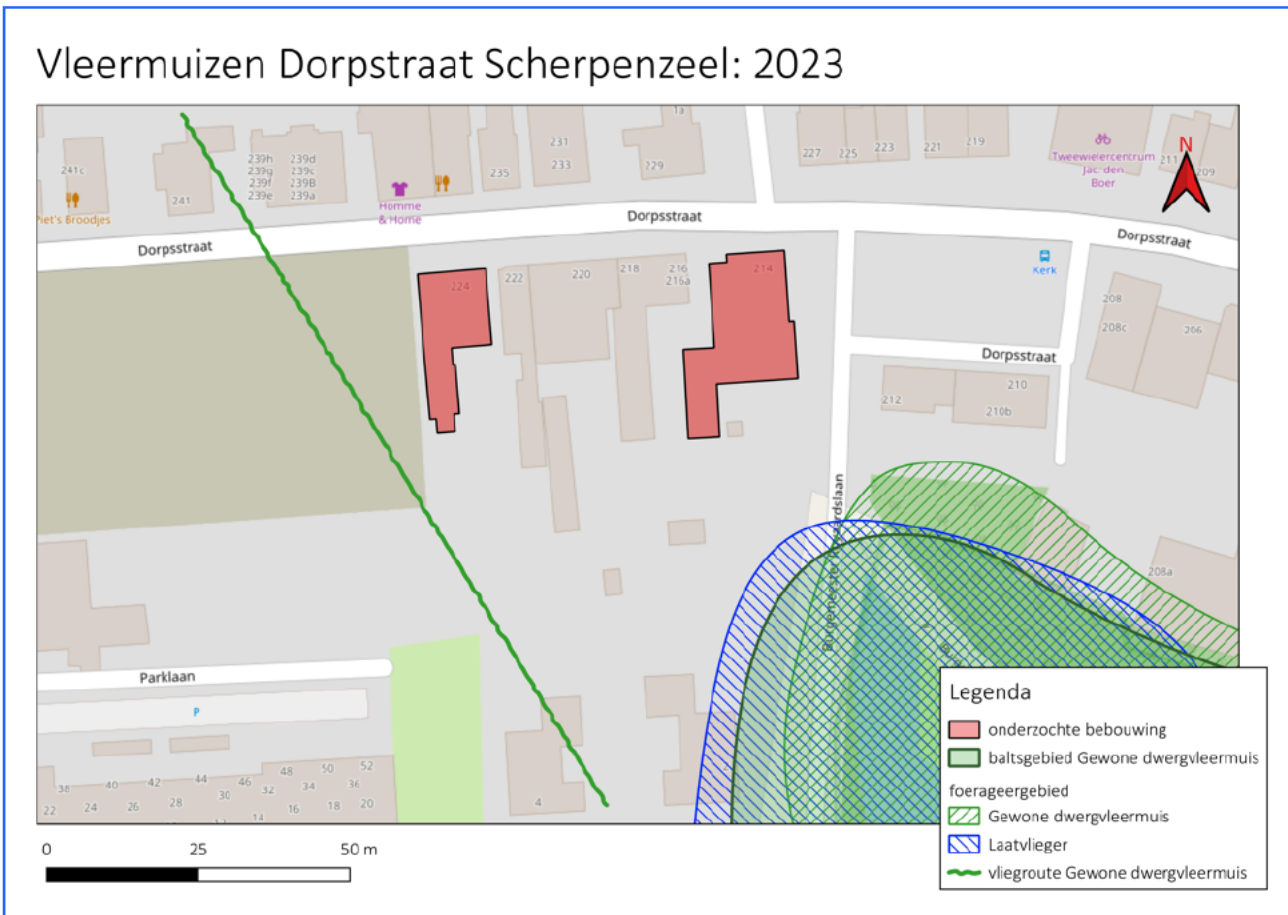 Vleermuizen Dorpstraat Scherpenzeel: 2023
241c
Piet's Broodjes
241
239h 239d
239g 239c
239f 239B
239e 239a
Homme
& Home
235
231
233
1a
229
227 225 223 221 219
Tweewielercentrum
Jac. den
Boer
211
209
N
Dorpsstraat
Dorpsstraat
Dorpsstraat
Kerk
224
222
220
218
216
216a
214
208
208c
206
Dorpsstraat
212
210
210b
208a
Parklaan
P
38 40 42 44 46 48 50 52
22 24 26 28 30 32 34 36
14 16 18 20
4
Legenda
onderzochte bebouwing
baltsgebied Gewone dwergvleermuis
foerageergebied
Gewone dwergvleermuis
Laatvlieger
vliegroute Gewone dwergvleermuis
0 25 50 m